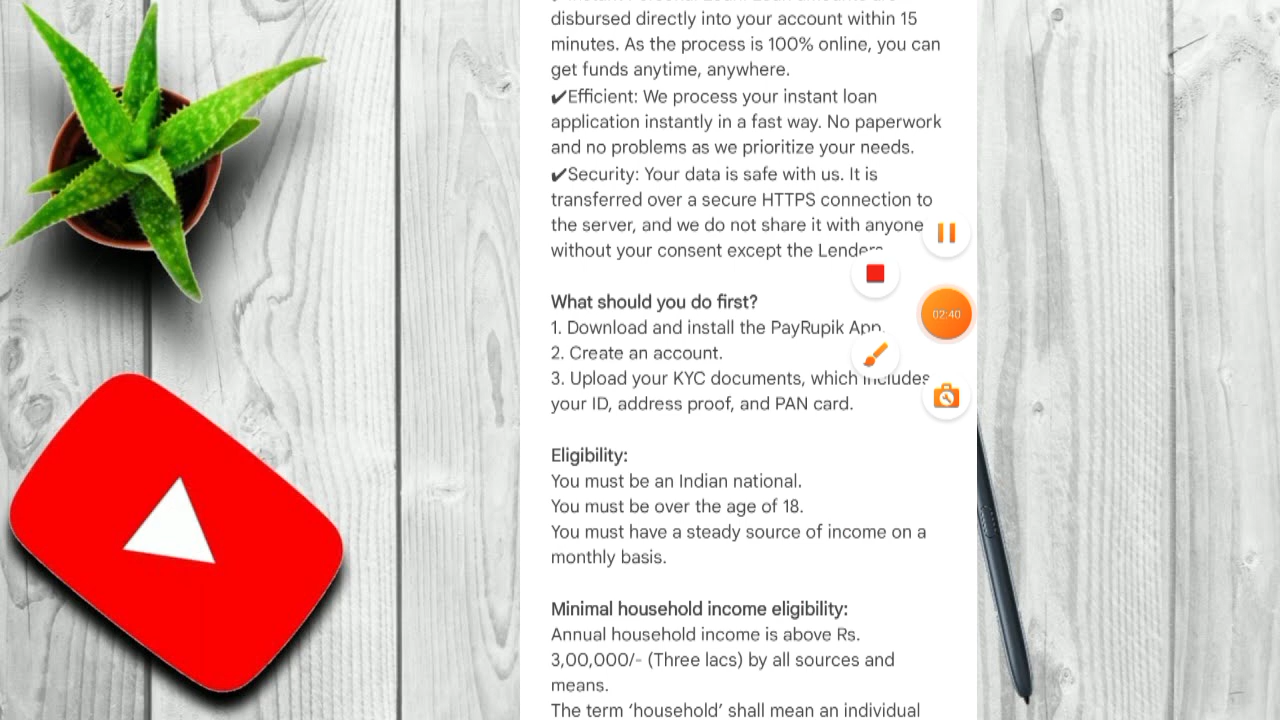 disbursed directly into your account within 15
minutes. As the process is 100% online, you can
get funds anytime, anywhere.
✔Efficient: We process your instant loan
application instantly in a fast way. No paperwork
and no problems as we prioritize your needs.
✔Security: Your data is safe with us. It is
transferred over a secure HTTPS connection to
the server, and we do not share it with anyone
without your consent except the
What should you do first?
1. Download and install the PayRupik App.
2. Create an account.
3. Upload your KYC documents, which includes
your ID, address proof, and PAN card.
Eligibility:
You must be an Indian national.
You must be over the age of 18.
You must have a steady source of income on a
monthly basis.
Minimal household income eligibility:
Annual household income is above Rs.
3,00,000/- (Three lacs) by all sources and
means.
The term ‘household’ shall mean an individual
02:40